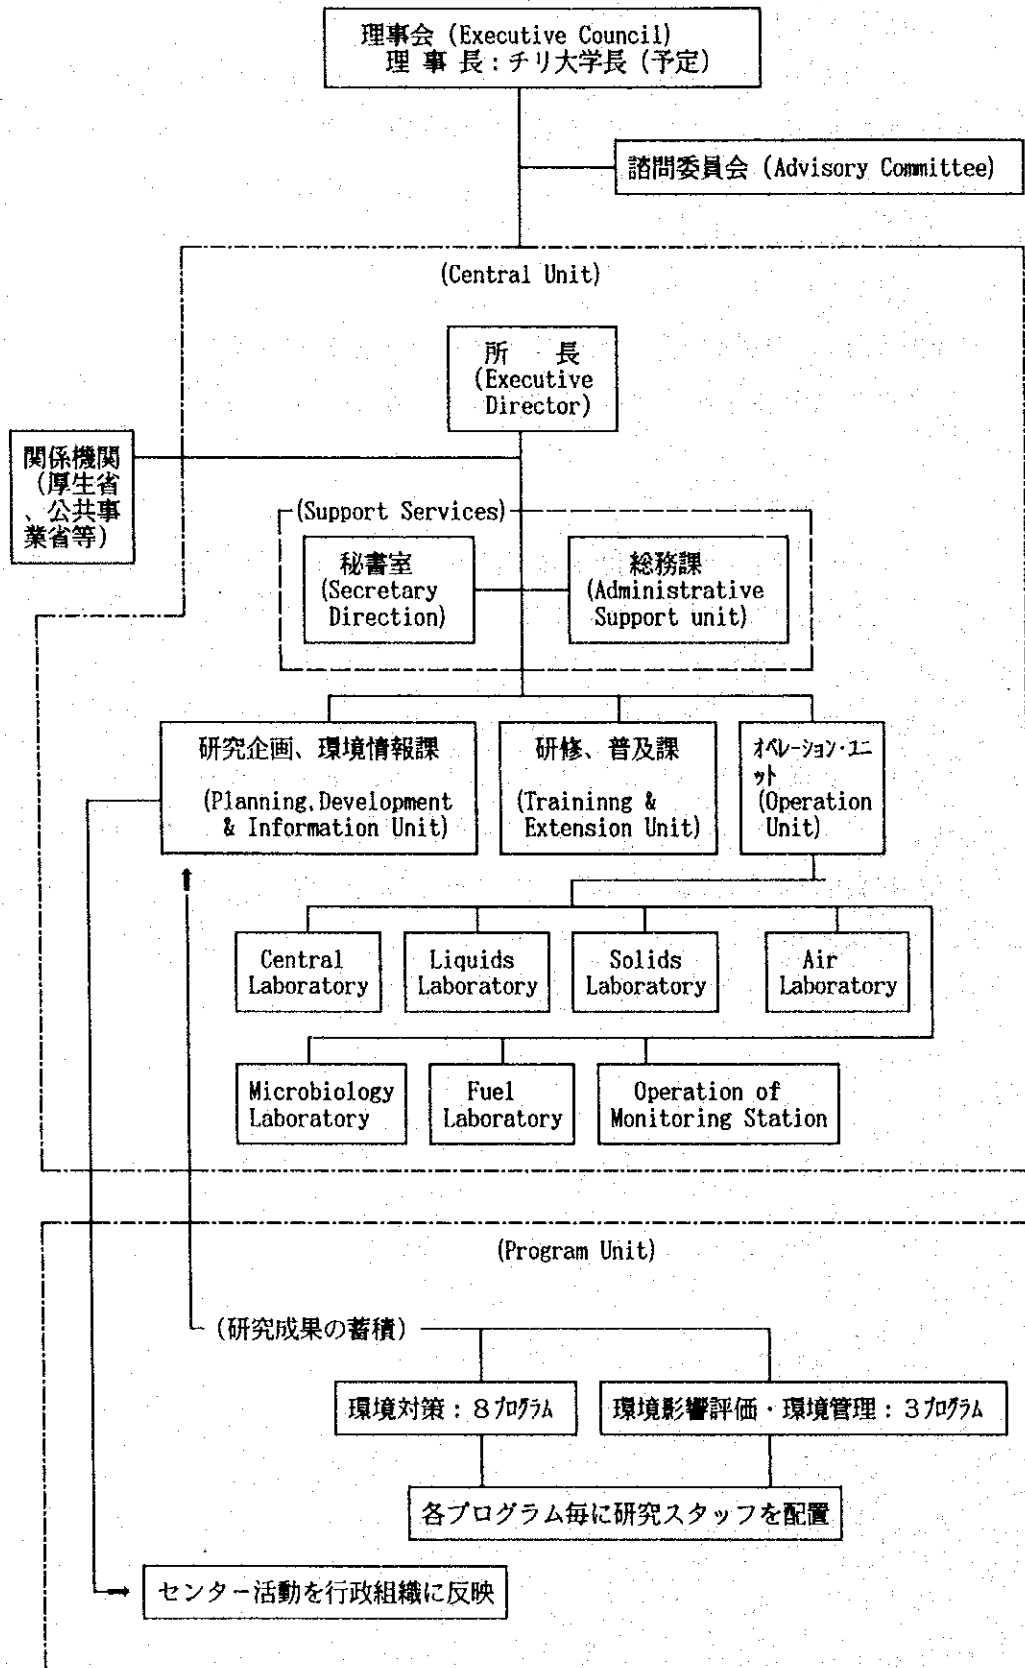 理事会 (Executive Council)
理 事 長：チリ大学長（予定）
諮問委員会 (Advisory Committee)
(Central Unit)
所 長
(Executive
Director)
関係機関
（厚生省
、公共事
業省等）
(Support Services)
秘書室
(Secretary
Direction)
総務課
(Administrative
Support unit)
研究企画、環境情報課
(Planning, Development
& Information Unit)
研修、普及課
(Traininng &
Extension Unit)
オペレーション・ユニ
ット
(Operation
Unit)
Central
Laboratory
Liquids
Laboratory
Solids
Laboratory
Air
Laboratory
Microbiology
Laboratory
Fuel
Laboratory
Operation of
Monitoring Station
(Program Unit)
（研究成果の蓄積）
環境対策：８プログラム
環境影響評価・環境管理：３プログラム
各プログラム毎に研究スタッフを配置
センター活動を行政組織に反映